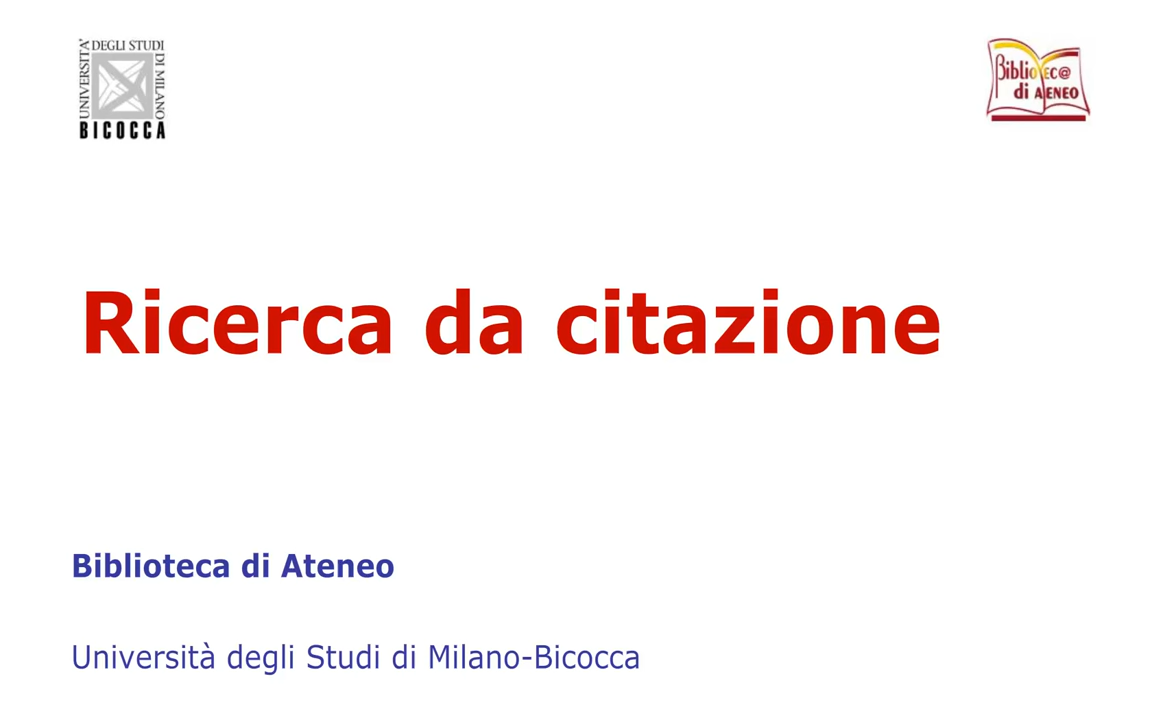 UNIVERSITA' DEGLI STUDI DI MILANO
BICOCCA
Bibliotec@
di ATENEO
Ricerca da citazione
Biblioteca di Ateneo
Università degli Studi di Milano-Bicocca